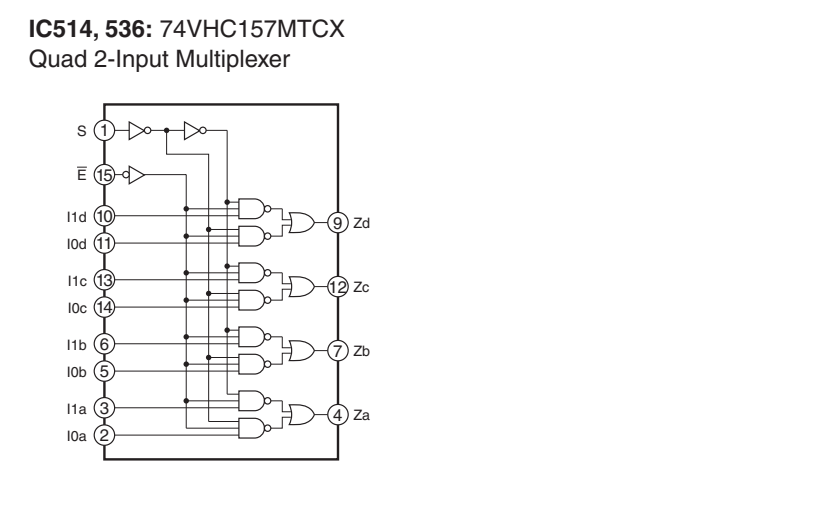 IC514, 536: 74VHC157MTCX
Quad 2-Input Multiplexer
S 1
E̅ 15
I1d 10
9 Zd
I0d 11
I1c 13
12 Zc
I0c 14
I1b 6
7 Zb
I0b 5
I1a 3
4 Za
I0a 2